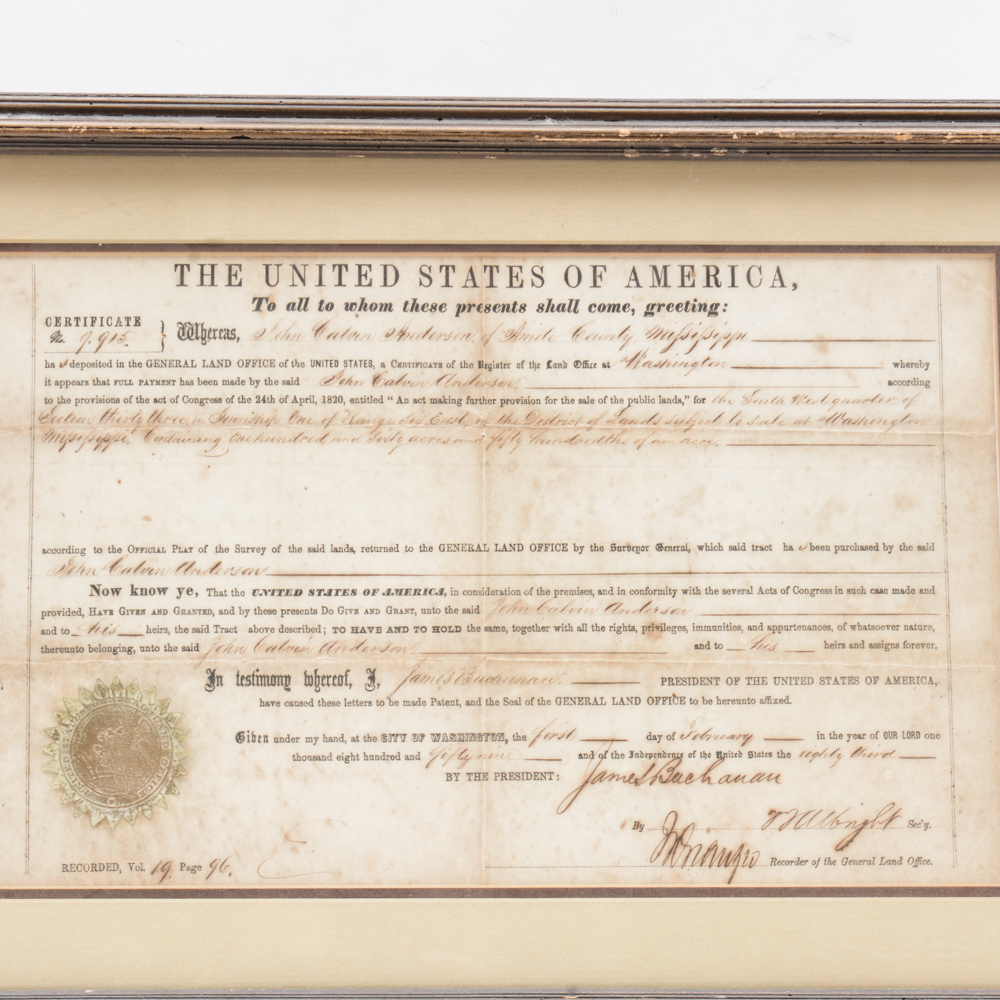 THE UNITED STATES OF AMERICA,
To all to whom these presents shall come, greeting:
CERTIFICATE
No. 9.915.
Whereas, John Calvin Anderson, of Amite County Mississippi
ha s deposited in the GENERAL LAND OFFICE of the UNITED STATES, a CERTIFICATE of the Register of the Land Office at Washington whereby
it appears that FULL PAYMENT has been made by the said John Calvin Anderson, according
to the provisions of the act of Congress of the 24th of April, 1820, entitled "An act making further provision for the sale of the public lands," for the South West quarter of
Section thirty three, in Township One, of Range Six East, in the District of Lands subject to sale at Washington
Mississippi, Containing One hundred and Sixty acres and fifty hundredths of an acre.
according to the OFFICIAL PLAT of the Survey of the said lands, returned to the GENERAL LAND OFFICE by the Surveyor General, which said tract ha s been purchased by the said
John Calvin Anderson
Now know ye, That the UNITED STATES OF AMERICA, in consideration of the premises, and in conformity with the several Acts of Congress in such case made and
provided, HAVE GIVEN AND GRANTED, and by these presents DO GIVE AND GRANT, unto the said John Calvin Anderson
and to his heirs, the said Tract above described; TO HAVE AND TO HOLD the same, together with all the rights, privileges, immunities, and appurtenances, of whatsoever nature,
thereunto belonging, unto the said John Calvin Anderson and to his heirs and assigns forever.
In testimony whereof, I, James Buchanan PRESIDENT OF THE UNITED STATES OF AMERICA,
have caused these letters to be made Patent, and the Seal of the GENERAL LAND OFFICE to be hereunto affixed.
Given under my hand, at the CITY OF WASHINGTON, the first day of February in the year of OUR LORD one
thousand eight hundred and fifty nine and of the Independence of the United States the eighty third
BY THE PRESIDENT: James Buchanan
By Albright Sec'y.
Recorder of the General Land Office.
RECORDED, Vol. 19 Page 96.